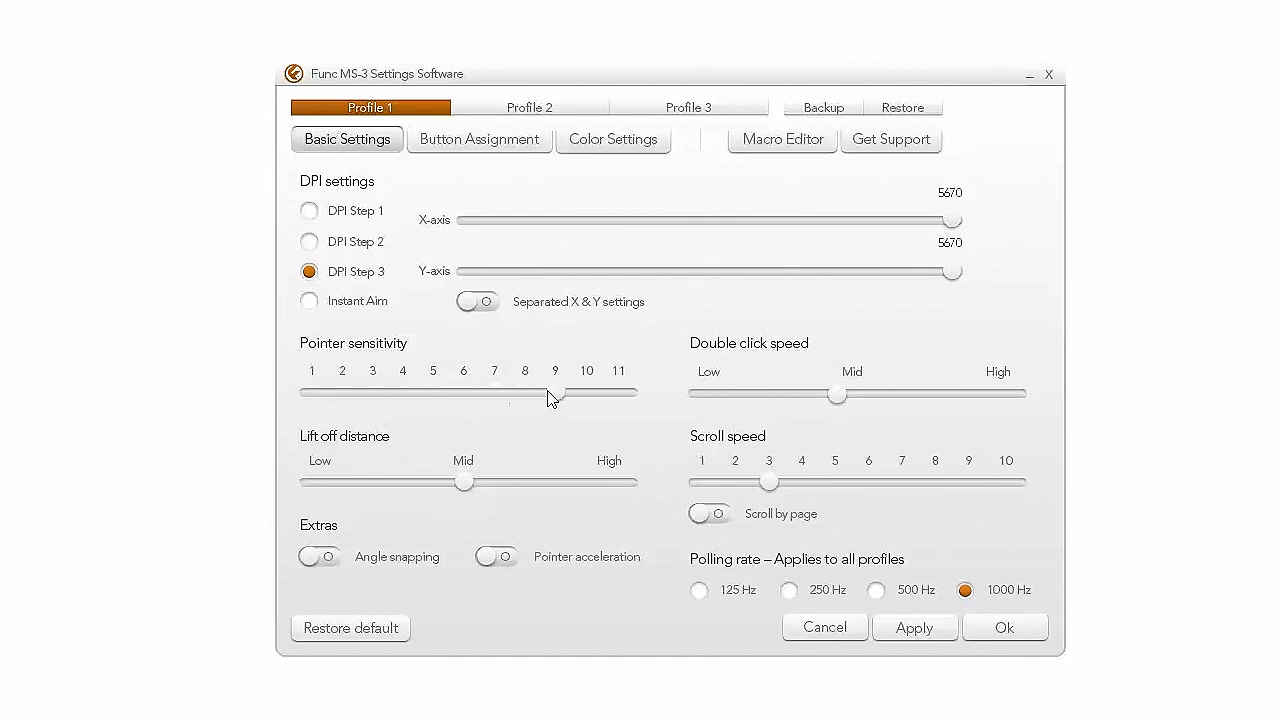 Func MS-3 Settings Software
_ X
Profile 1 Profile 2 Profile 3 Backup Restore
Basic Settings Button Assignment Color Settings Macro Editor Get Support
DPI settings
5670
DPI Step 1 X-axis
DPI Step 2 5670
DPI Step 3 Y-axis
Instant Aim Separated X & Y settings
Pointer sensitivity
1 2 3 4 5 6 7 8 9 10 11
Double click speed
Low Mid High
Lift off distance
Low Mid High
Scroll speed
1 2 3 4 5 6 7 8 9 10
Scroll by page
Extras
Angle snapping Pointer acceleration
Polling rate – Applies to all profiles
125 Hz 250 Hz 500 Hz 1000 Hz
Restore default Cancel Apply Ok